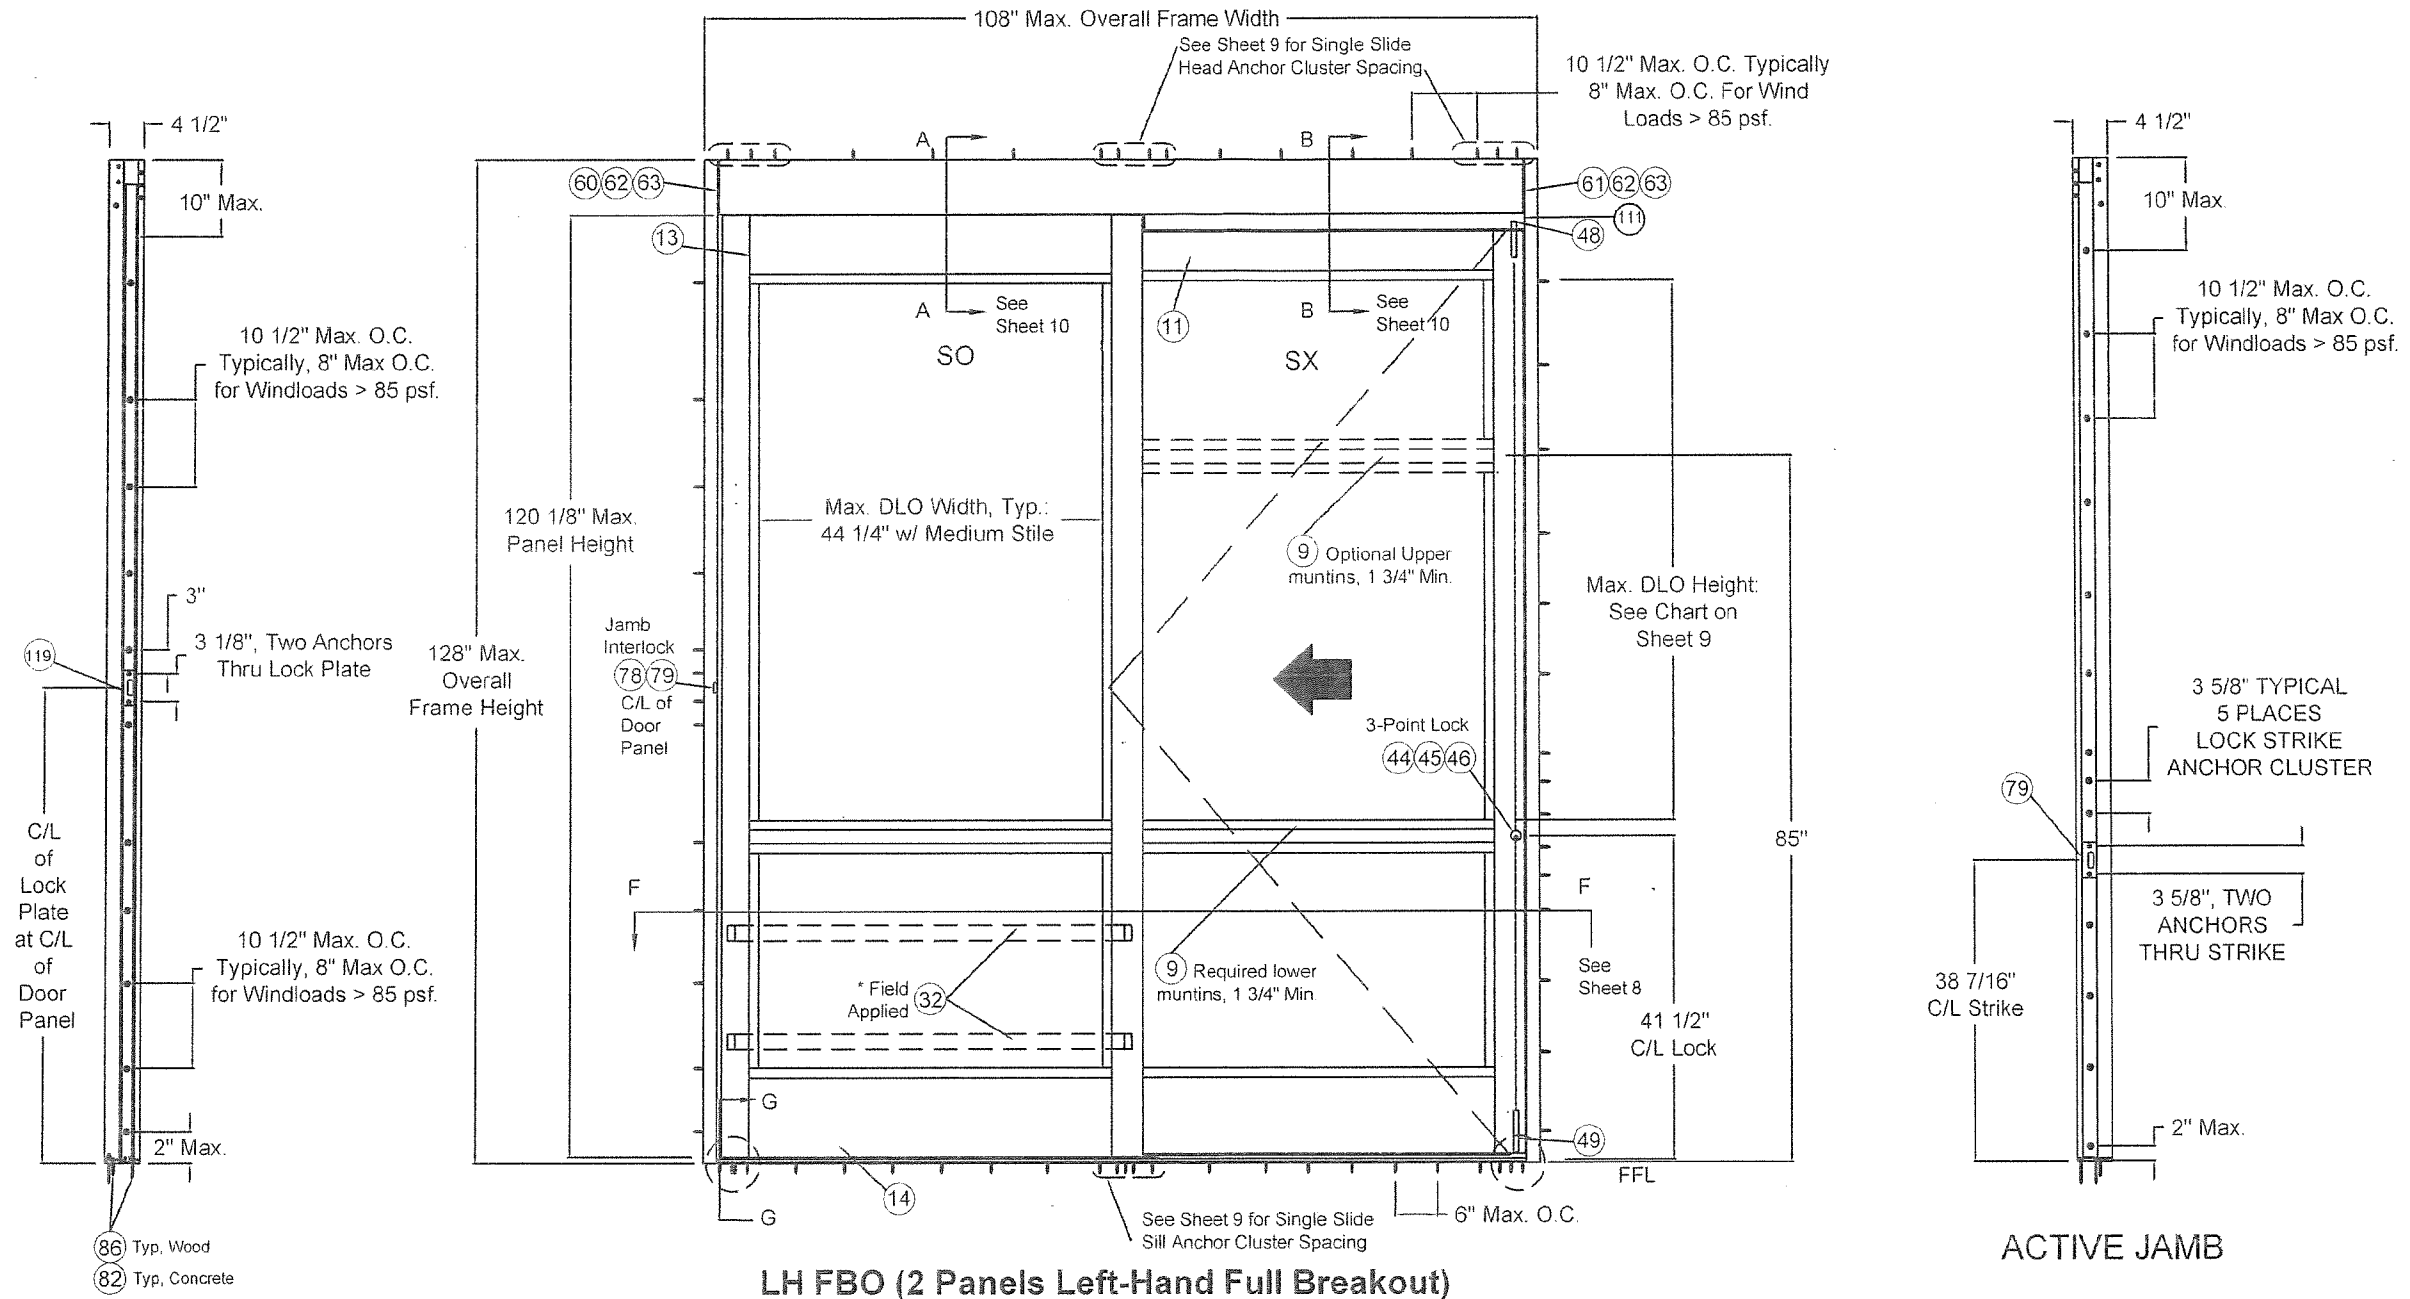 108" Max. Overall Frame Width
See Sheet 9 for Single Slide
Head Anchor Cluster Spacing
10 1/2" Max. O.C. Typically
8" Max. O.C. For Wind
Loads > 85 psf.
4 1/2"
10" Max.
10 1/2" Max. O.C.
Typically, 8" Max O.C.
for Windloads > 85 psf.
3"
3 1/8", Two Anchors
Thru Lock Plate
119
C/L
of
Lock
Plate
at C/L
of
Door
Panel
10 1/2" Max. O.C.
Typically, 8" Max O.C.
for Windloads > 85 psf.
2" Max.
86 Typ, Wood
82 Typ, Concrete
128" Max.
Overall
Frame Height
120 1/8" Max.
Panel Height
60 62 63
13
A
A
See
Sheet 10
SO
B
B
See
Sheet 10
SX
11
61 62 63
111
48
Max. DLO Width, Typ.:
44 1/4" w/ Medium Stile
9 Optional Upper
muntins, 1 3/4" Min.
Jamb
Interlock
78 79
C/L of
Door
Panel
3-Point Lock
44 45 46
Max. DLO Height:
See Chart on
Sheet 9
85"
F
F
See
Sheet 8
* Field
Applied
32
9 Required lower
muntins, 1 3/4" Min.
41 1/2"
C/L Lock
G
G
14
49
FFL
6" Max. O.C.
See Sheet 9 for Single Slide
Sill Anchor Cluster Spacing
LH FBO (2 Panels Left-Hand Full Breakout)
4 1/2"
10" Max.
10 1/2" Max. O.C.
Typically, 8" Max O.C.
for Windloads > 85 psf.
3 5/8" TYPICAL
5 PLACES
LOCK STRIKE
ANCHOR CLUSTER
79
3 5/8", TWO
ANCHORS
THRU STRIKE
38 7/16"
C/L Strike
2" Max.
ACTIVE JAMB